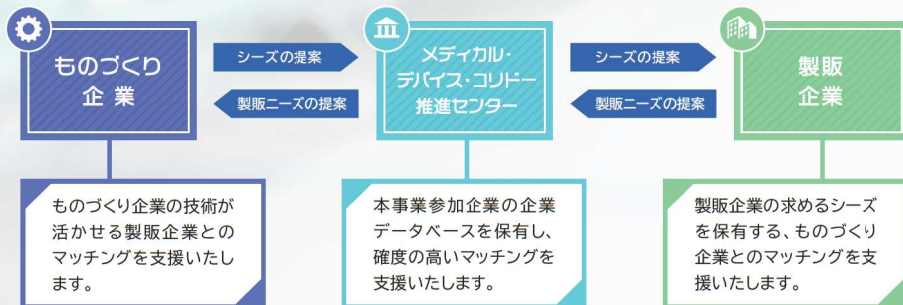 ものづくり
企業
シーズの提案
製販ニーズの提案
メディカル・
デバイス・コリドー
推進センター
シーズの提案
製販ニーズの提案
製販
企業
ものづくり企業の技術が
活かせる製販企業との
マッチングを支援いたし
ます。
本事業参加企業の企業
データベースを保有し、
確度の高いマッチングを
支援いたします。
製販企業の求めるシーズ
を保有する、ものづくり
企業とのマッチングを支
援いたします。